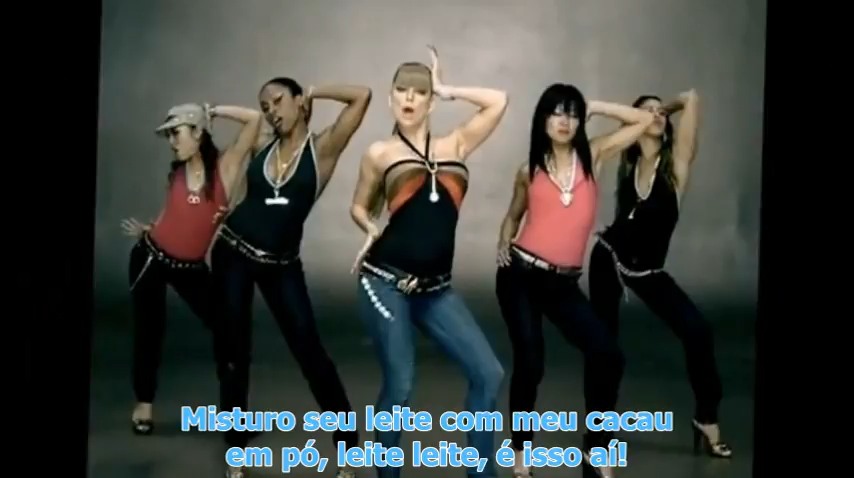 Misturo seu leite com meu cacau
em pó, leite leite, é isso aí!